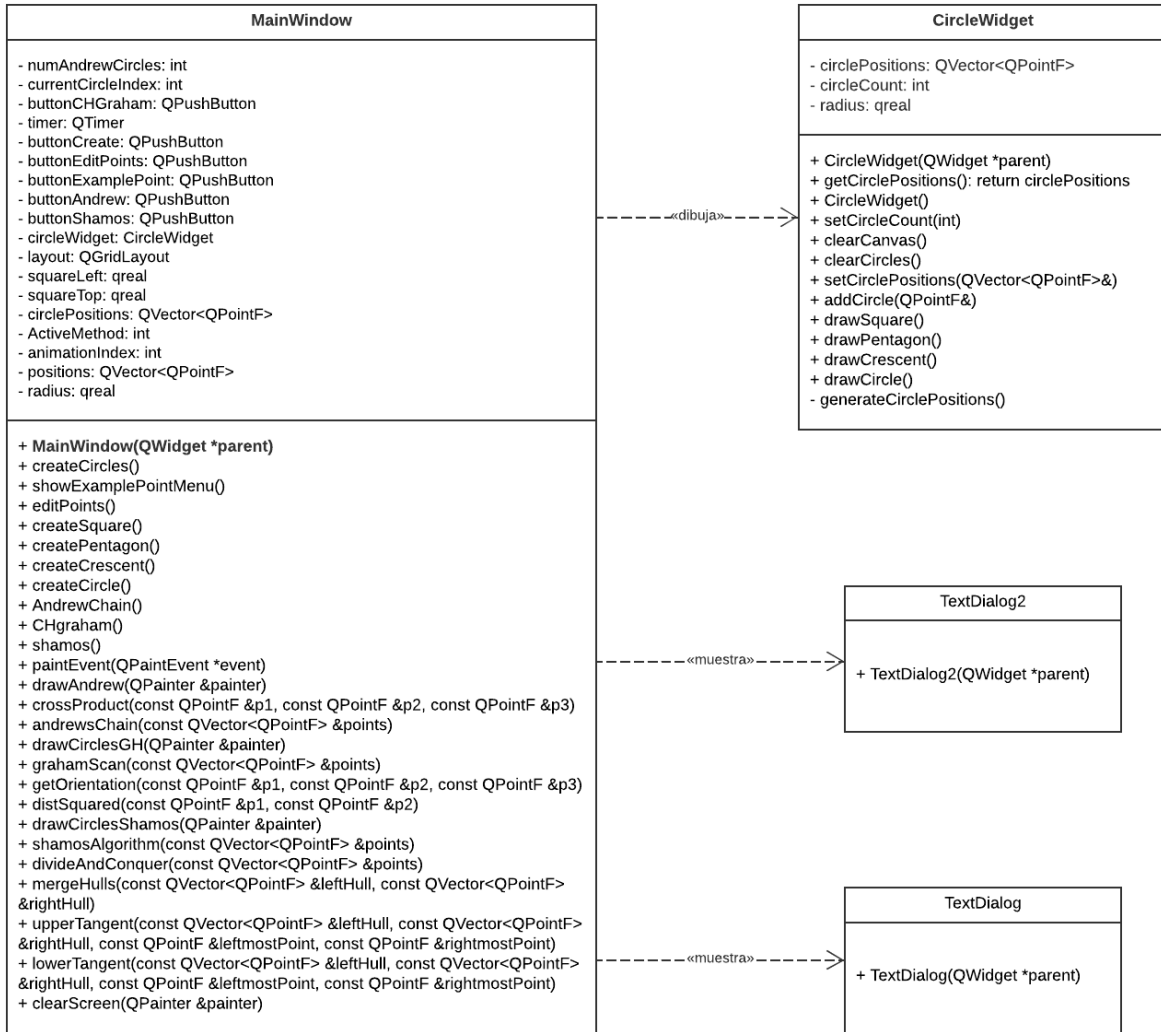 MainWindow
- numAndrewCircles: int
- currentCircleIndex: int
- buttonCHGraham: QPushButton
- timer: QTimer
- buttonCreate: QPushButton
- buttonEditPoints: QPushButton
- buttonExamplePoint: QPushButton
- buttonAndrew: QPushButton
- buttonShamos: QPushButton
- circleWidget: CircleWidget
- layout: QGridLayout
- squareLeft: qreal
- squareTop: qreal
- circlePositions: QVector<QPointF>
- ActiveMethod: int
- animationIndex: int
- positions: QVector<QPointF>
- radius: qreal
+ MainWindow(QWidget *parent)
+ createCircles()
+ showExamplePointMenu()
+ editPoints()
+ createSquare()
+ createPentagon()
+ createCrescent()
+ createCircle()
+ AndrewChain()
+ CHgraham()
+ shamos()
+ paintEvent(QPaintEvent *event)
+ drawAndrew(QPainter &painter)
+ crossProduct(const QPointF &p1, const QPointF &p2, const QPointF &p3)
+ andrewsChain(const QVector<QPointF> &points)
+ drawCirclesGH(QPainter &painter)
+ grahamScan(const QVector<QPointF> &points)
+ getOrientation(const QPointF &p1, const QPointF &p2, const QPointF &p3)
+ distSquared(const QPointF &p1, const QPointF &p2)
+ drawCirclesShamos(QPainter &painter)
+ shamosAlgorithm(const QVector<QPointF> &points)
+ divideAndConquer(const QVector<QPointF> &points)
+ mergeHulls(const QVector<QPointF> &leftHull, const QVector<QPointF>
&rightHull)
+ upperTangent(const QVector<QPointF> &leftHull, const QVector<QPointF>
&rightHull, const QPointF &leftmostPoint, const QPointF &rightmostPoint)
+ lowerTangent(const QVector<QPointF> &leftHull, const QVector<QPointF>
&rightHull, const QPointF &leftmostPoint, const QPointF &rightmostPoint)
+ clearScreen(QPainter &painter)
«dibuja»
CircleWidget
- circlePositions: QVector<QPointF>
- circleCount: int
- radius: qreal
+ CircleWidget(QWidget *parent)
+ getCirclePositions(): return circlePositions
+ CircleWidget()
+ setCircleCount(int)
+ clearCanvas()
+ clearCircles()
+ setCirclePositions(QVector<QPointF>&)
+ addCircle(QPointF&)
+ drawSquare()
+ drawPentagon()
+ drawCrescent()
+ drawCircle()
- generateCirclePositions()
«muestra»
TextDialog2
+ TextDialog2(QWidget *parent)
«muestra»
TextDialog
+ TextDialog(QWidget *parent)